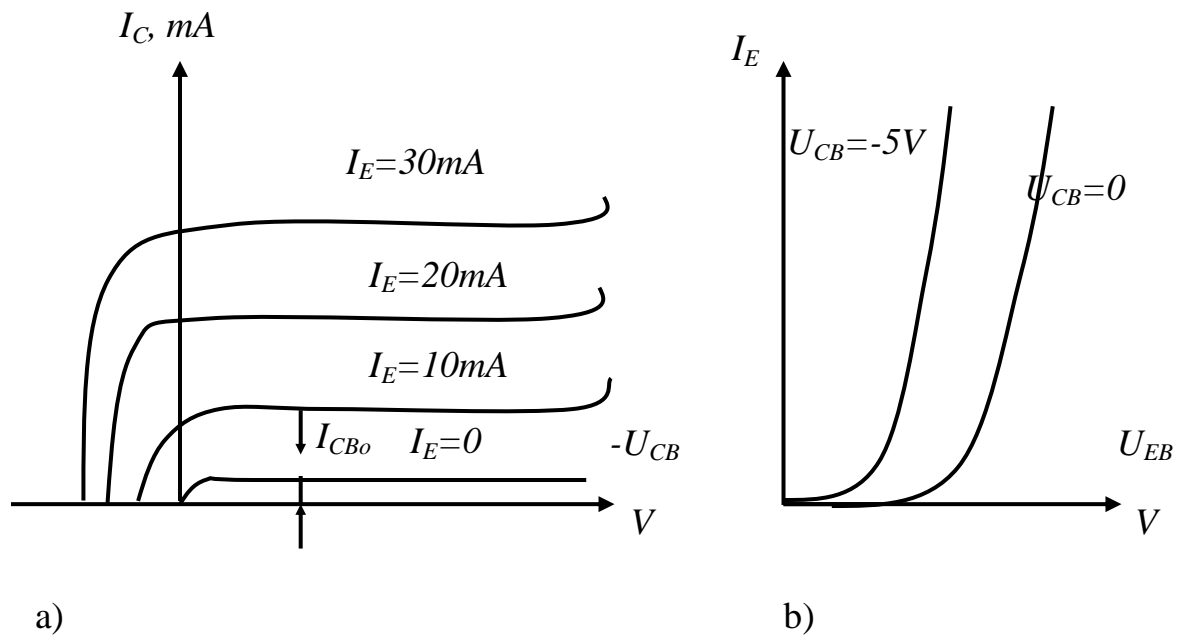 I_C, mA
I_E=30mA
I_E=20mA
I_E=10mA
I_CBo I_E=0 -U_CB
V
a)
I_E
U_CB=-5V
U_CB=0
U_EB
V
b)